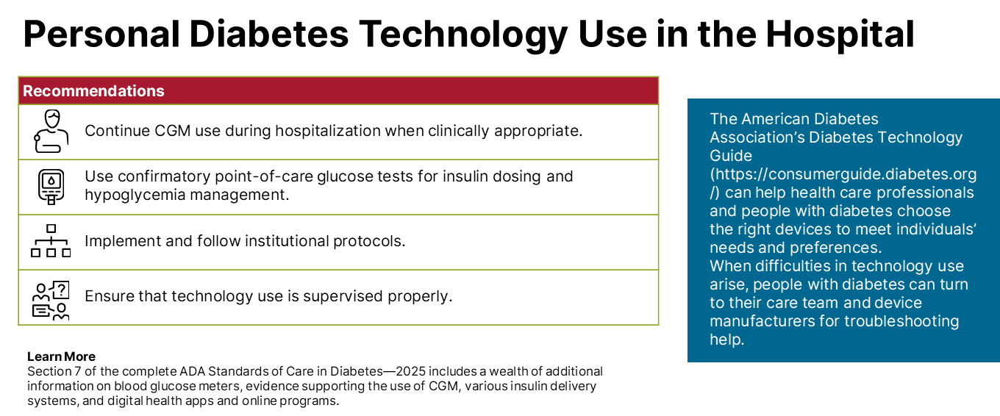 Personal Diabetes Technology Use in the Hospital
Recommendations
Continue CGM use during hospitalization when clinically appropriate.
Use confirmatory point-of-care glucose tests for insulin dosing and
hypoglycemia management.
Implement and follow institutional protocols.
?
Ensure that technology use is supervised properly.
Learn More
Section 7 of the complete ADA Standards of Care in Diabetes—2025 includes a wealth of additional
information on blood glucose meters, evidence supporting the use of CGM, various insulin delivery
systems, and digital health apps and online programs.
The American Diabetes
Association’s Diabetes Technology
Guide
(https://consumerguide.diabetes.org
/) can help health care professionals
and people with diabetes choose
the right devices to meet individuals’
needs and preferences.
When difficulties in technology use
arise, people with diabetes can turn
to their care team and device
manufacturers for troubleshooting
help.